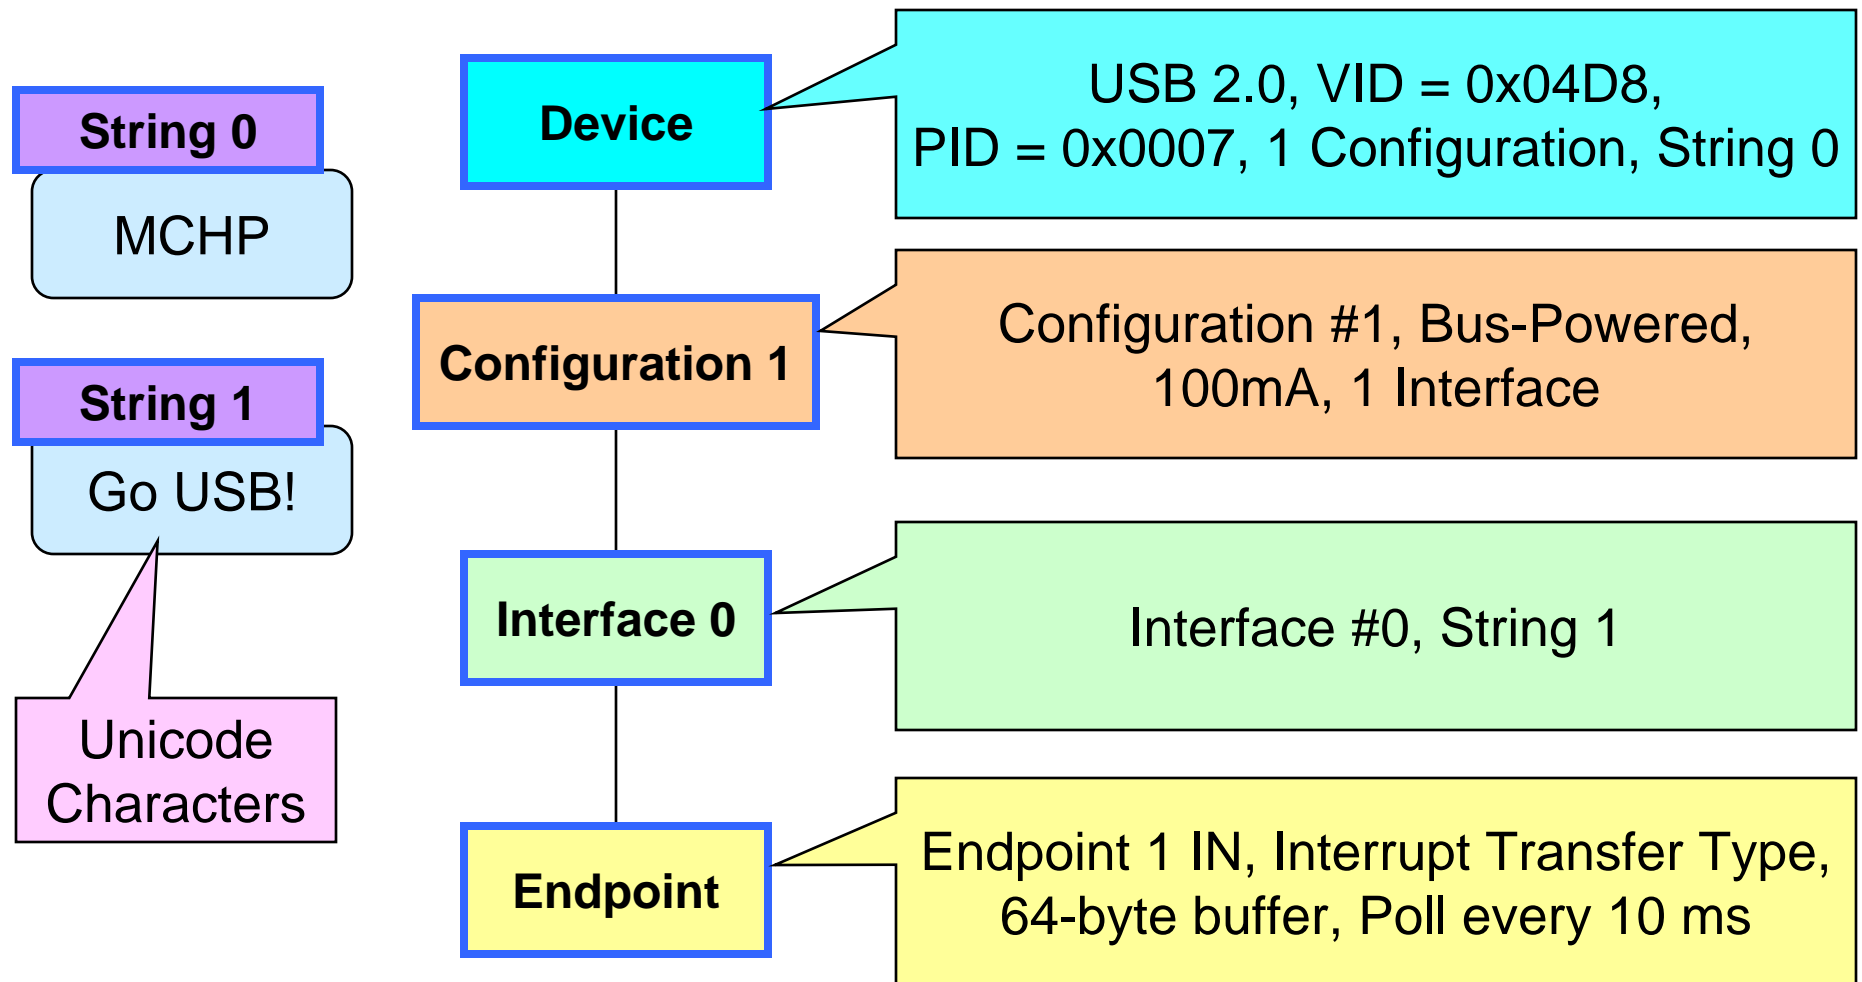 String 0
MCHP
String 1
Go USB!
Unicode
Characters
Device
USB 2.0, VID = 0x04D8,
PID = 0x0007, 1 Configuration, String 0
Configuration 1
Configuration #1, Bus-Powered,
100mA, 1 Interface
Interface 0
Interface #0, String 1
Endpoint
Endpoint 1 IN, Interrupt Transfer Type,
64-byte buffer, Poll every 10 ms